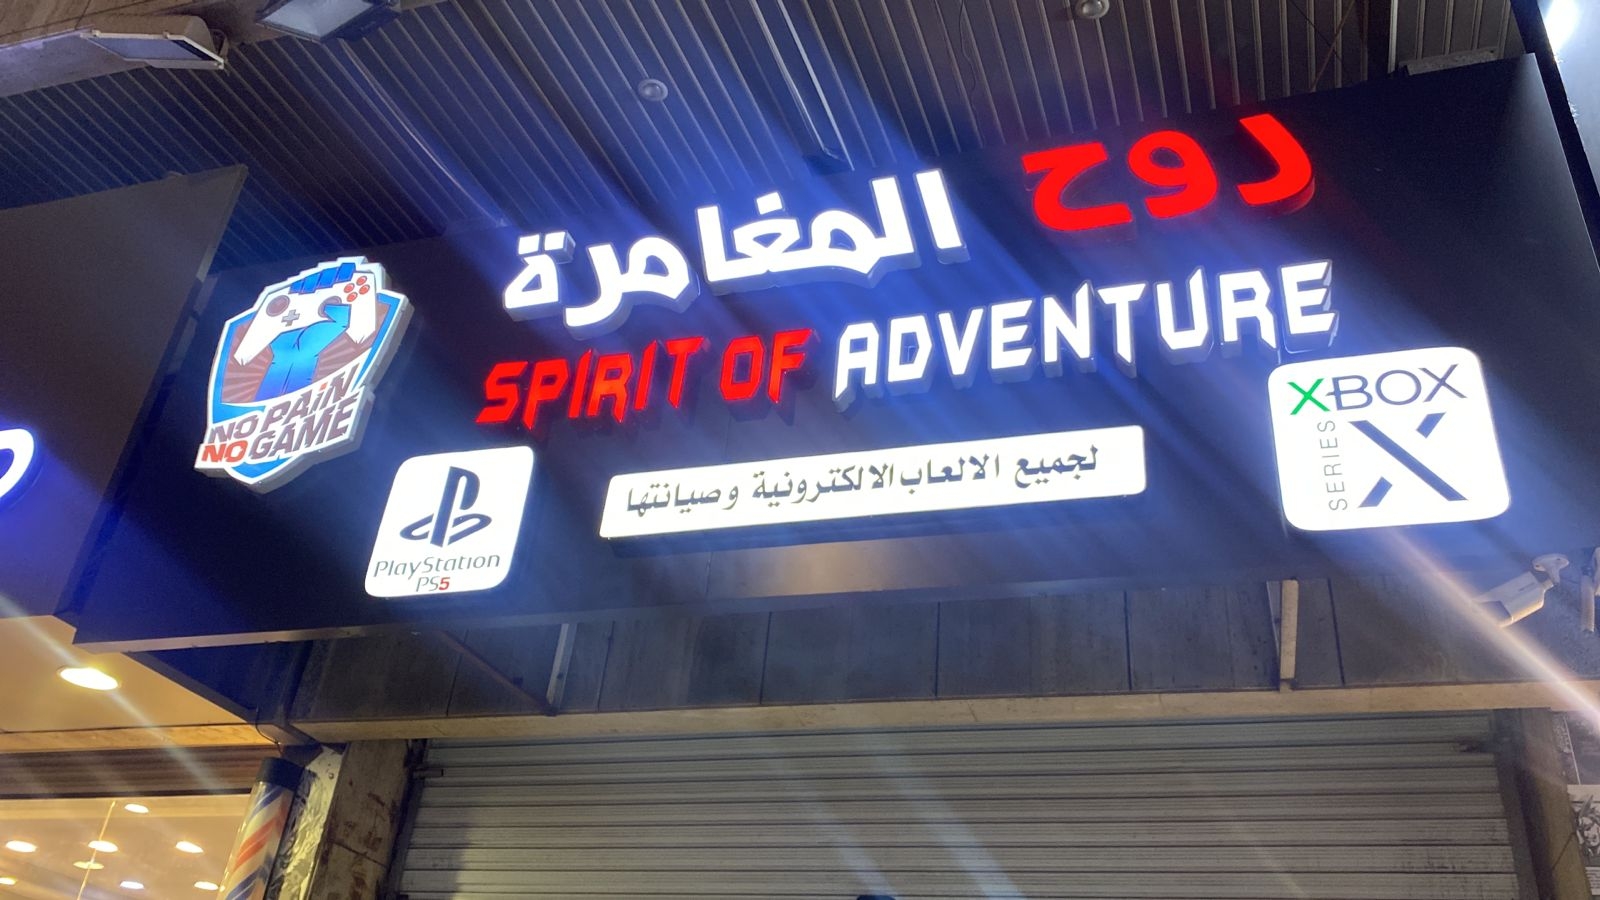 روح المغامرة
SPIRIT OF ADVENTURE
NO PAIN
NO GAME
PlayStation
PS5
لجميع الالعاب الالكترونية وصيانتها
XBOX
SERIES X